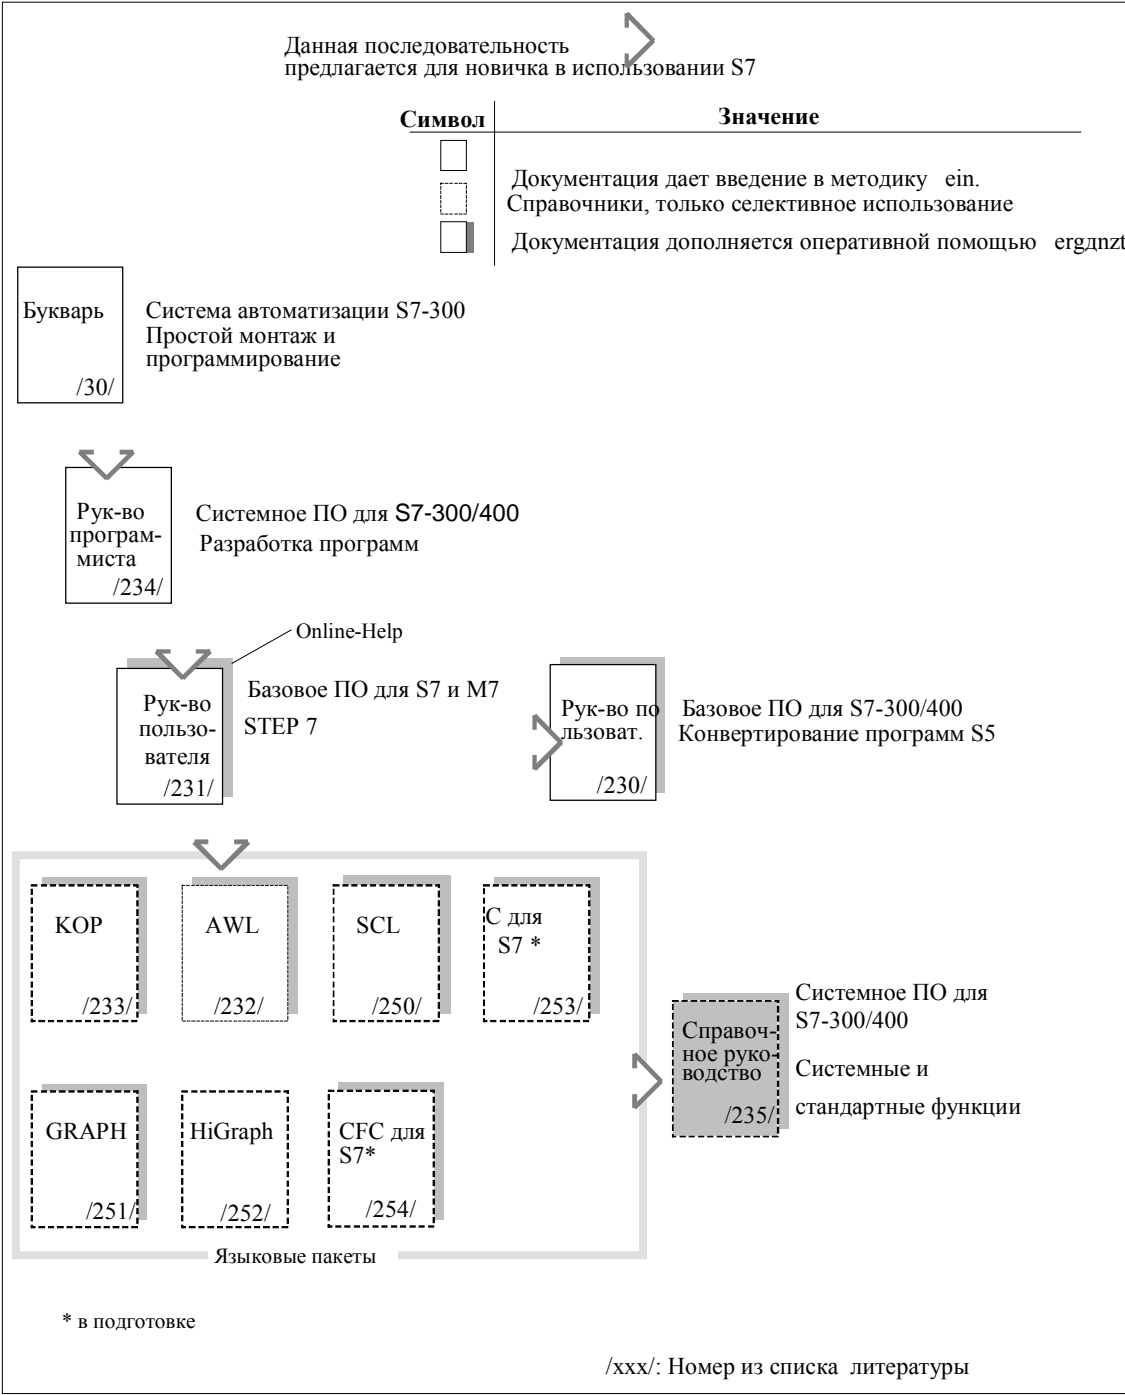 Данная последовательность
предлагается для новичка в использовании S7
Символ Значение
Документация дает введение в методику ein.
Справочники, только селективное использование
Документация дополняется оперативной помощью ergдnzt
Букварь
/30/
Система автоматизации S7-300
Простой монтаж и
программирование
Рук-во
програм-
миста
/234/
Системное ПО для S7-300/400
Разработка программ
Online-Help
Рук-во
пользо-
вателя
/231/
Базовое ПО для S7 и M7
STEP 7
Рук-во по
льзоват.
/230/
Базовое ПО для S7-300/400
Конвертирование программ S5
KOP
/233/
AWL
/232/
SCL
/250/
С для
S7 *
/253/
Справоч-
ное руко-
водство
/235/
Системное ПО для
S7-300/400
Системные и
стандартные функции
GRAPH
/251/
HiGraph
/252/
CFC для
S7*
/254/
Языковые пакеты
* в подготовке
/xxx/: Номер из списка литературы